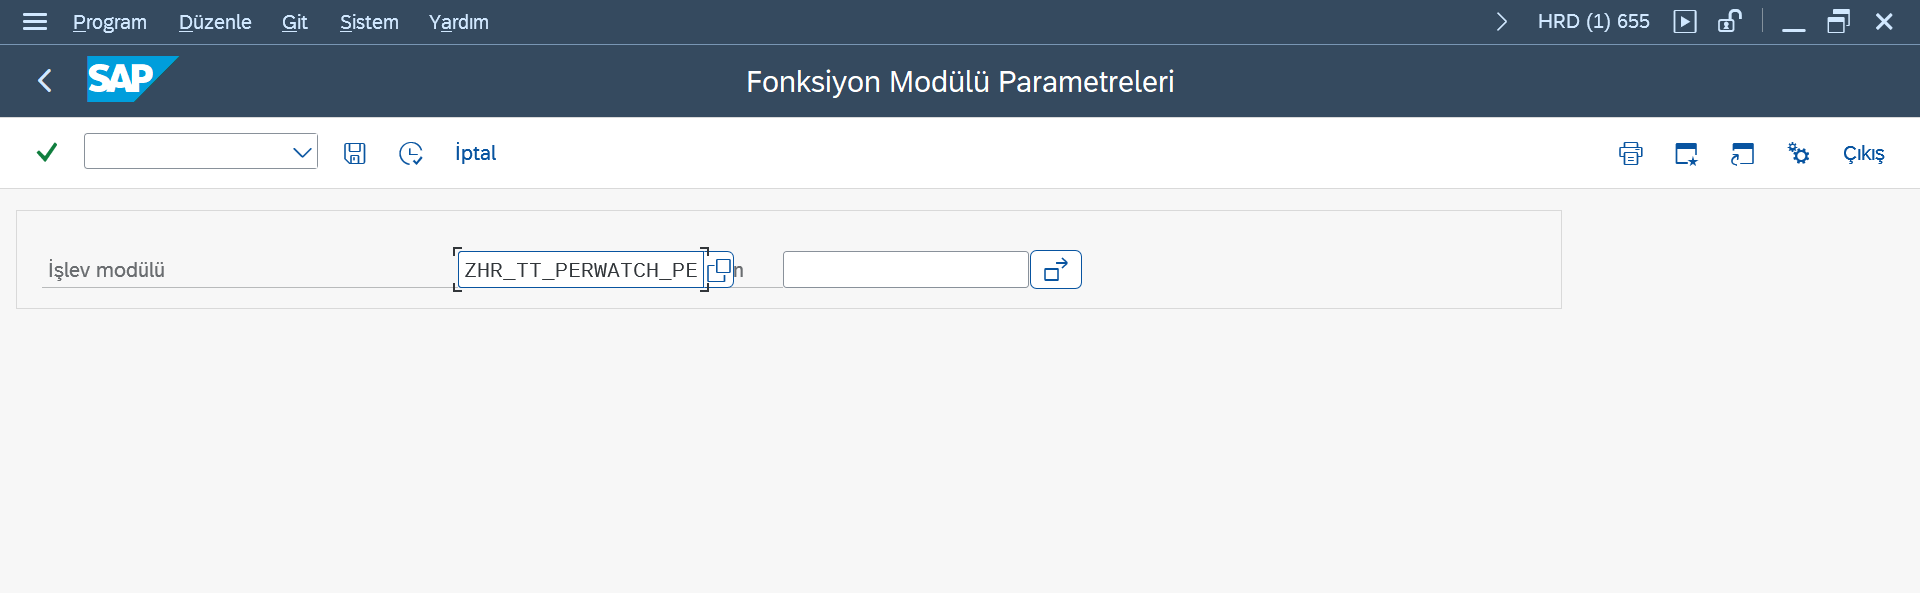 Program Düzenle Git Sistem Yardım HRD (1) 655
SAP Fonksiyon Modülü Parametreleri
İptal Çıkış
İşlev modülü ZHR_TT_PERWATCH_PE n